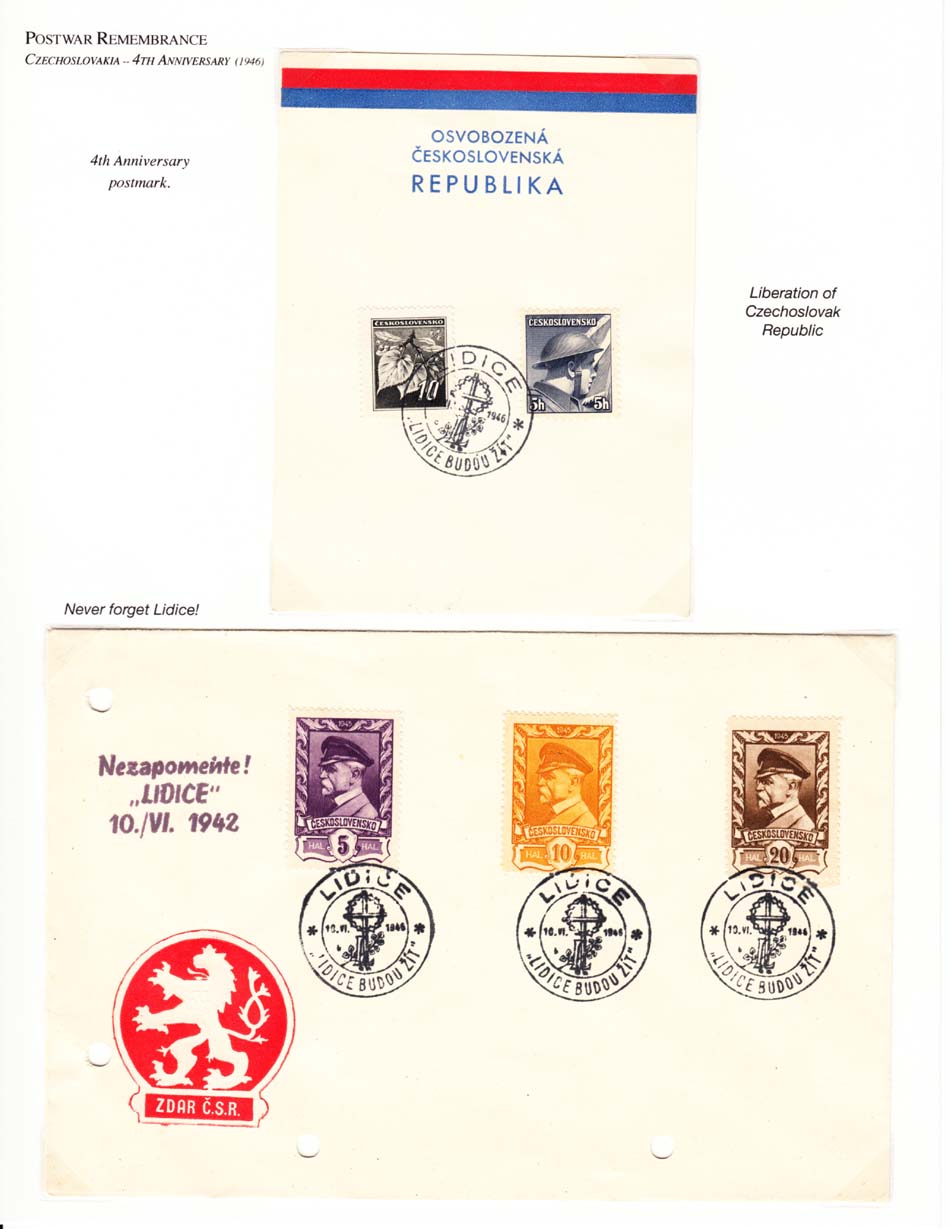 POSTWAR REMEMBRANCE
CZECHOSLOVAKIA -- 4TH ANNIVERSARY (1946)
4th Anniversary
postmark.
OSVOBOZENÁ
ČESKOSLOVENSKÁ
REPUBLIKA
Liberation of
Czechoslovak
Republic
ČESKOSLOVENSKO
10
ČESKOSLOVENSKO
5h 5h
LIDICE
1946
„LIDICE BUDOU ŽÍT“
Never forget Lidice!
Nezapomeňte!
„LIDICE“
10./VI. 1942
1945
ČESKOSLOVENSKO
HAL 5 HAL
1945
ČESKOSLOVENSKO
HAL 10 HAL
1945
ČESKOSLOVENSKO
HAL 20 HAL
LIDICE
10.VI. 1946
„LIDICE BUDOU ŽÍT“
LIDICE
10.VI. 1946
„LIDICE BUDOU ŽÍT“
LIDICE
10.VI. 1946
„LIDICE BUDOU ŽÍT“
ZDAR Č.S.R.